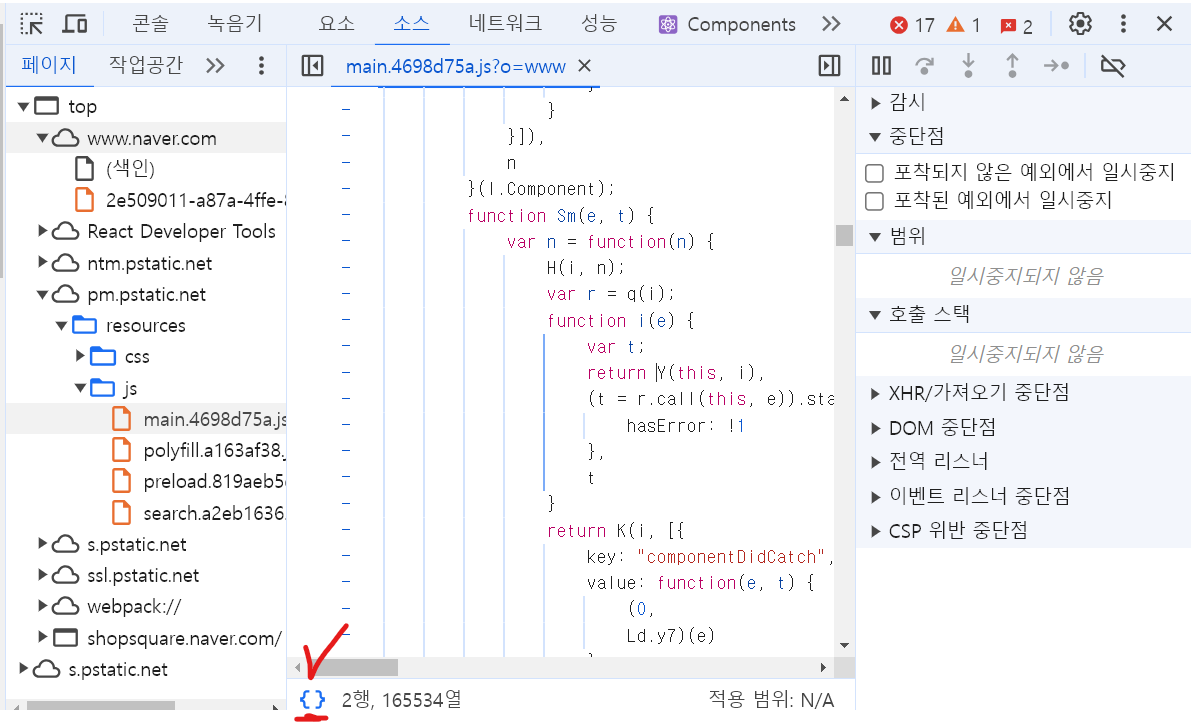 콘솔 녹음기 요소 소스 네트워크 성능 Components 17 1 2
페이지 작업공간
main.4698d75a.js?o=www
top
www.naver.com
(색인)
2e509011-a87a-4ffe-
React Developer Tools
ntm.pstatic.net
pm.pstatic.net
resources
css
js
main.4698d75a.js
polyfill.a163af38.
preload.819aeb5
search.a2eb1636.
s.pstatic.net
ssl.pstatic.net
webpack://
shopsquare.naver.com/
s.pstatic.net
}
}
}]),
n
}(l.Component);
function Sm(e, t) {
var n = function(n) {
H(i, n);
var r = q(i);
function i(e) {
var t;
return Y(this, i),
(t = r.call(this, e)).sta
hasError: !1
},
t
}
return K(i, [{
key: "componentDidCatch",
value: function(e, t) {
(0,
Ld.y7)(e)
{} 2행, 165534열 적용 범위: N/A
감시
중단점
포착되지 않은 예외에서 일시중지
포착된 예외에서 일시중지
범위
일시중지되지 않음
호출 스택
일시중지되지 않음
XHR/가져오기 중단점
DOM 중단점
전역 리스너
이벤트 리스너 중단점
CSP 위반 중단점